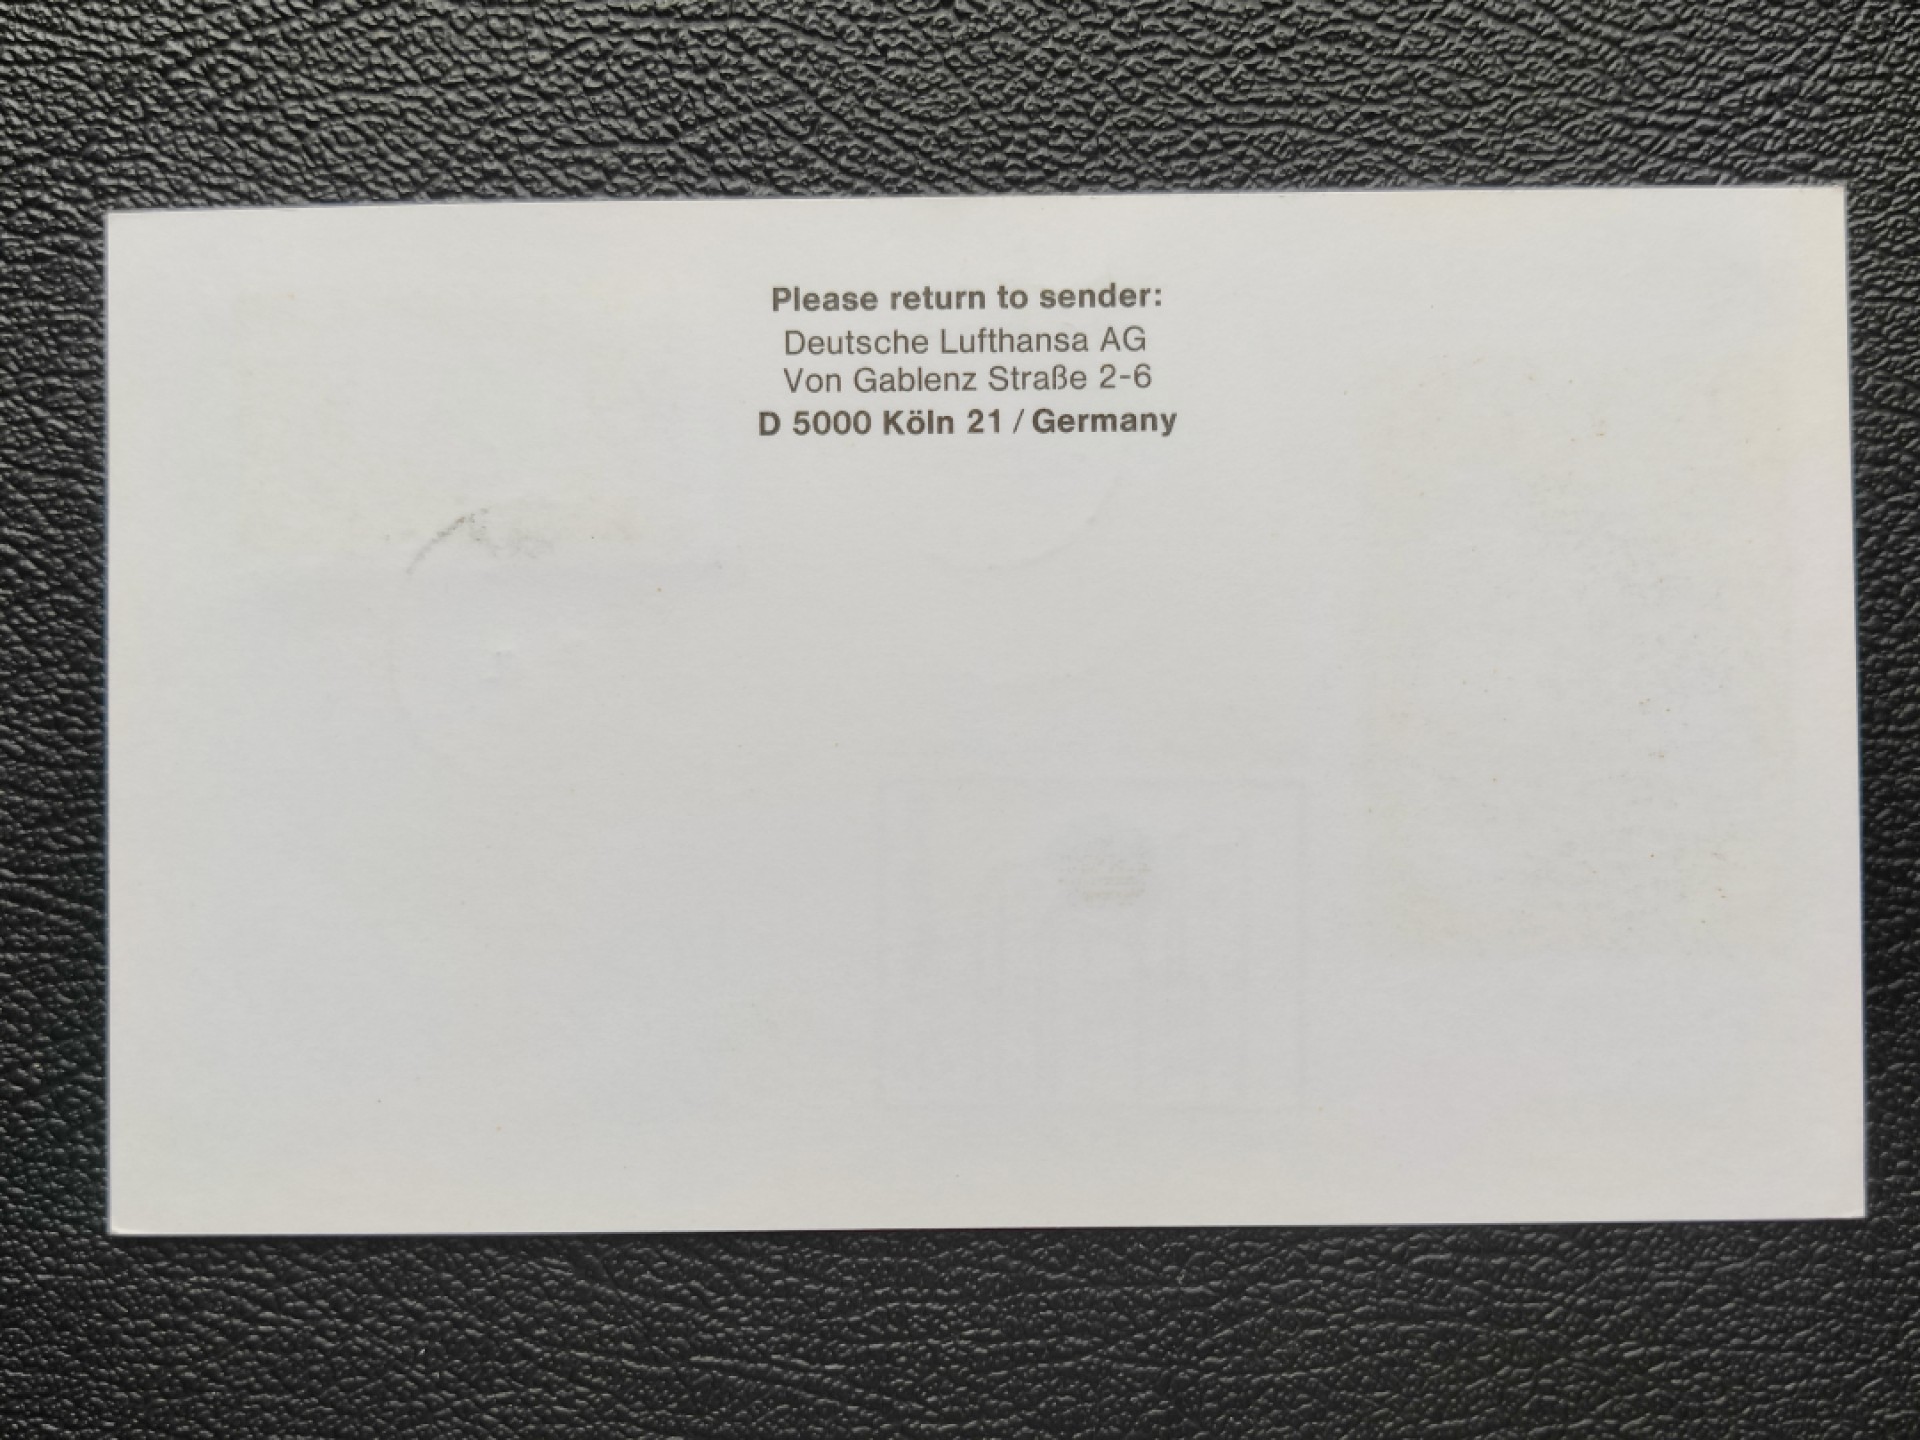 Please return to sender:
Deutsche Lufthansa AG
Von Gablenz Straße 2-6
D 5000 Köln 21 / Germany